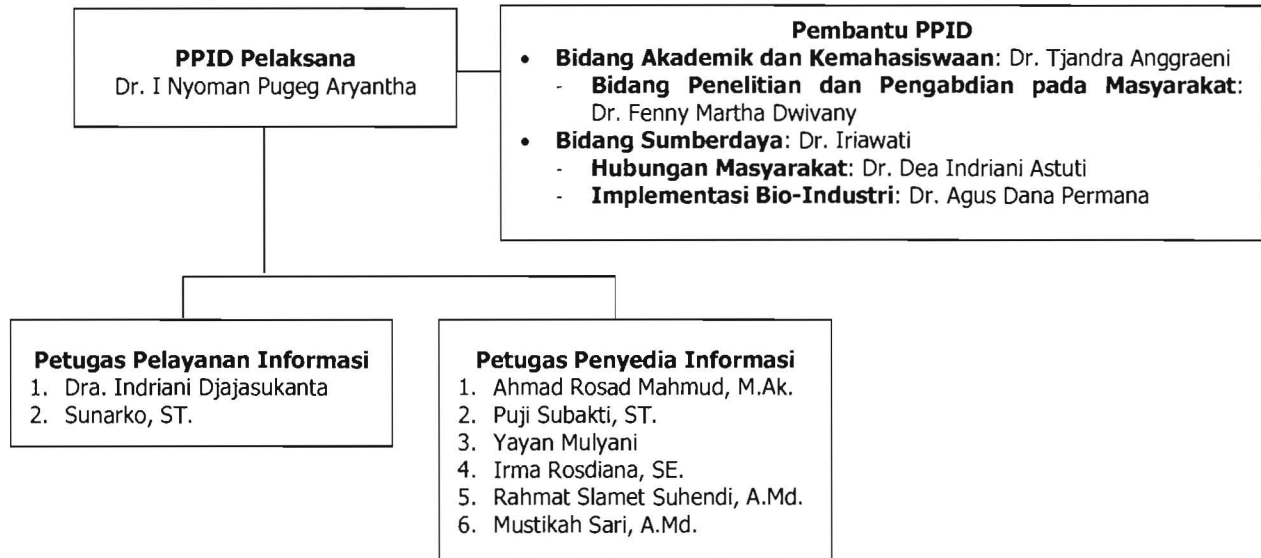 PPID Pelaksana
Dr. I Nyoman Pugeg Aryantha
Pembantu PPID
• Bidang Akademik dan Kemahasiswaan: Dr. Tjandra Anggraeni
- Bidang Penelitian dan Pengabdian pada Masyarakat:
Dr. Fenny Martha Dwivany
• Bidang Sumberdaya: Dr. Iriawati
- Hubungan Masyarakat: Dr. Dea Indriani Astuti
- Implementasi Bio-Industri: Dr. Agus Dana Permana
Petugas Pelayanan Informasi
1. Dra. Indriani Djajasukanta
2. Sunarko, ST.
Petugas Penyedia Informasi
1. Ahmad Rosad Mahmud, M.Ak.
2. Puji Subakti, ST.
3. Yayan Mulyani
4. Irma Rosdiana, SE.
5. Rahmat Slamet Suhendi, A.Md.
6. Mustikah Sari, A.Md.